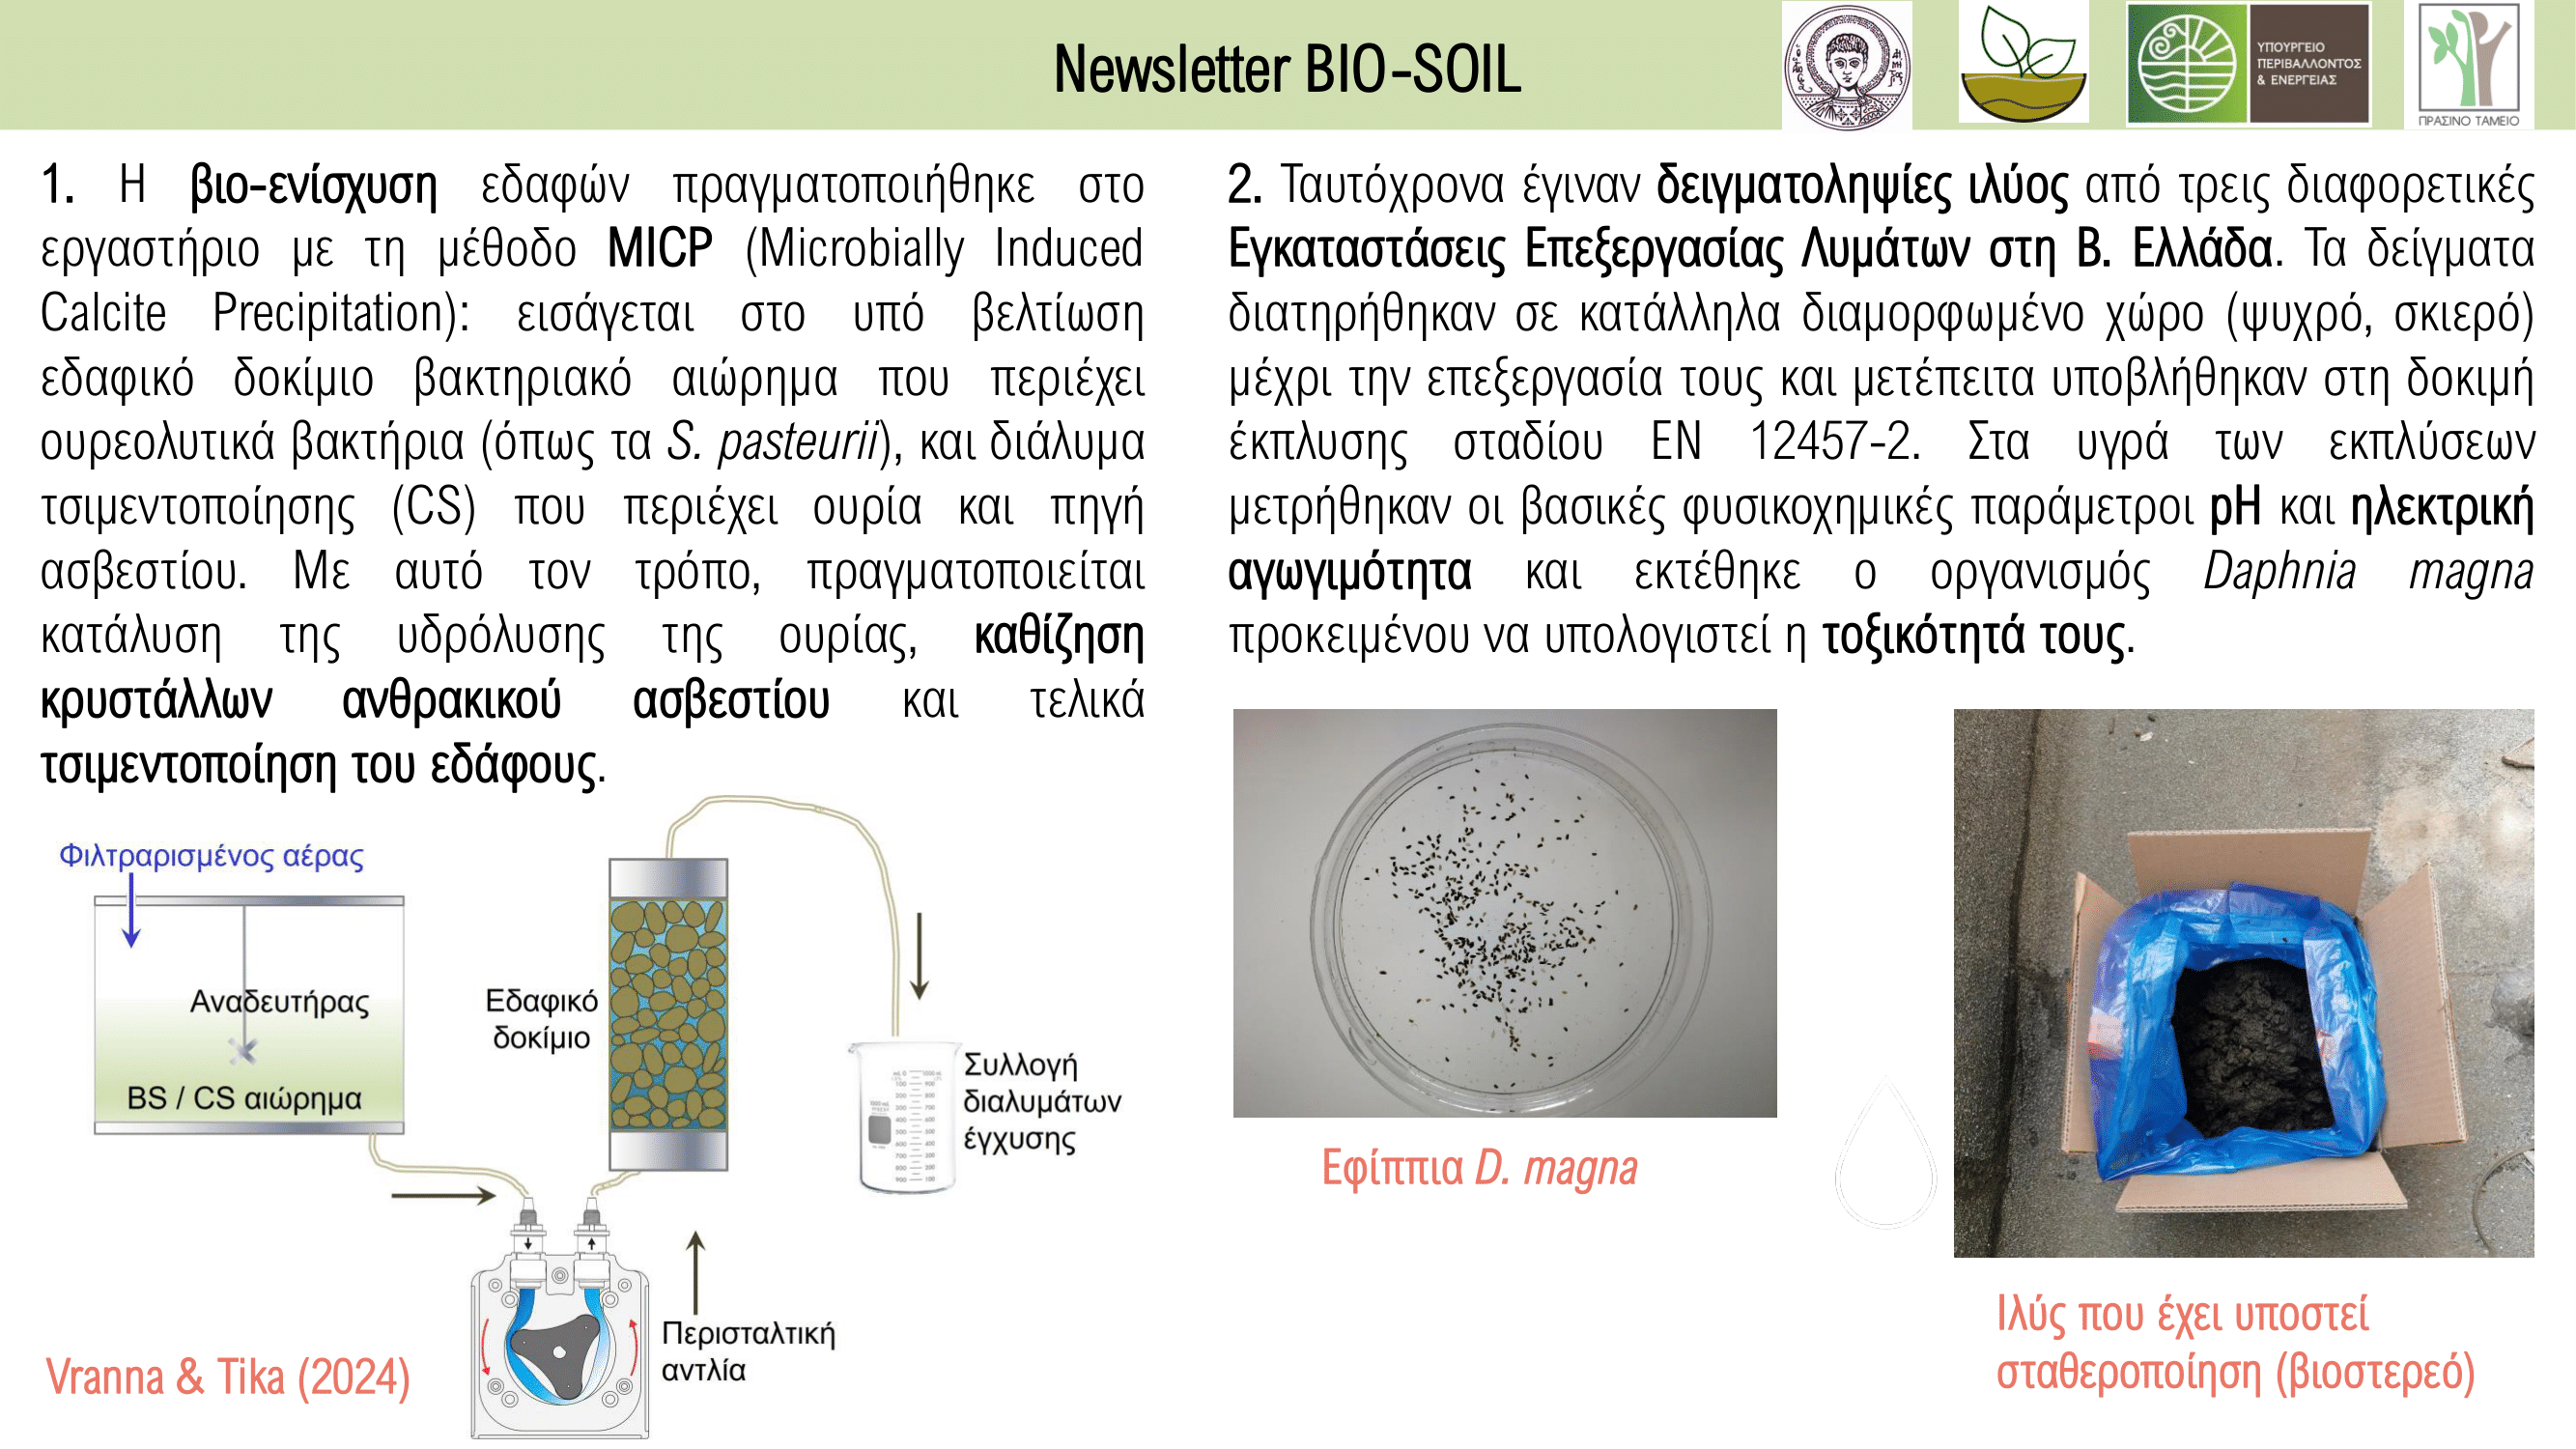 Newsletter BIO-SOIL
ΥΠΟΥΡΓΕΙΟ
ΠΕΡΙΒΑΛΛΟΝΤΟΣ
& ΕΝΕΡΓΕΙΑΣ
ΠΡΑΣΙΝΟ ΤΑΜΕΙΟ
1. Η βιο-ενίσχυση εδαφών πραγματοποιήθηκε στο
εργαστήριο με τη μέθοδο MICP (Microbially Induced
Calcite Precipitation): εισάγεται στο υπό βελτίωση
εδαφικό δοκίμιο βακτηριακό αιώρημα που περιέχει
ουρεολυτικά βακτήρια (όπως τα S. pasteurii), και διάλυμα
τσιμεντοποίησης (CS) που περιέχει ουρία και πηγή
ασβεστίου. Με αυτό τον τρόπο, πραγματοποιείται
κατάλυση της υδρόλυσης της ουρίας, καθίζηση
κρυστάλλων ανθρακικού ασβεστίου και τελικά
τσιμεντοποίηση του εδάφους.
Φιλτραρισμένος αέρας
Αναδευτήρας
BS / CS αιώρημα
Εδαφικό
δοκίμιο
Συλλογή
διαλυμάτων
έγχυσης
Περισταλτική
αντλία
Vranna & Tika (2024)
2. Ταυτόχρονα έγιναν δειγματοληψίες ιλύος από τρεις διαφορετικές
Εγκαταστάσεις Επεξεργασίας Λυμάτων στη Β. Ελλάδα. Τα δείγματα
διατηρήθηκαν σε κατάλληλα διαμορφωμένο χώρο (ψυχρό, σκιερό)
μέχρι την επεξεργασία τους και μετέπειτα υποβλήθηκαν στη δοκιμή
έκπλυσης σταδίου EN 12457-2. Στα υγρά των εκπλύσεων
μετρήθηκαν οι βασικές φυσικοχημικές παράμετροι pH και ηλεκτρική
αγωγιμότητα και εκτέθηκε ο οργανισμός Daphnia magna
προκειμένου να υπολογιστεί η τοξικότητά τους.
Εφίππια D. magna
Ιλύς που έχει υποστεί
σταθεροποίηση (βιοστερεό)